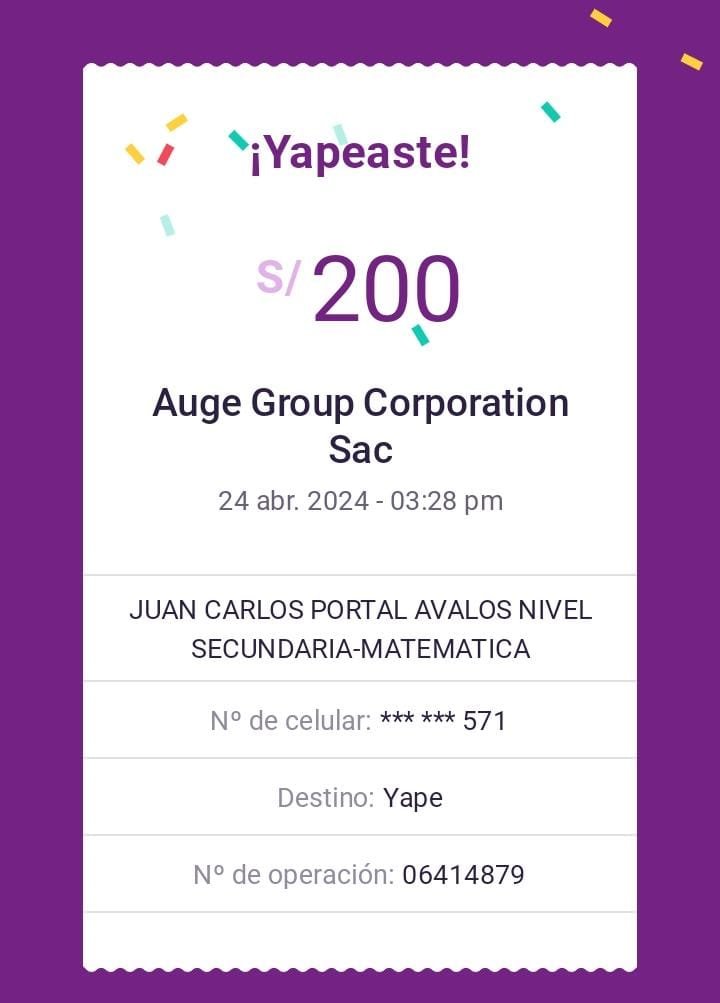 ¡Yapeaste!
S/ 200
Auge Group Corporation
Sac
24 abr. 2024 - 03:28 pm
JUAN CARLOS PORTAL AVALOS NIVEL
SECUNDARIA-MATEMATICA
Nº de celular: *** *** 571
Destino: Yape
Nº de operación: 06414879